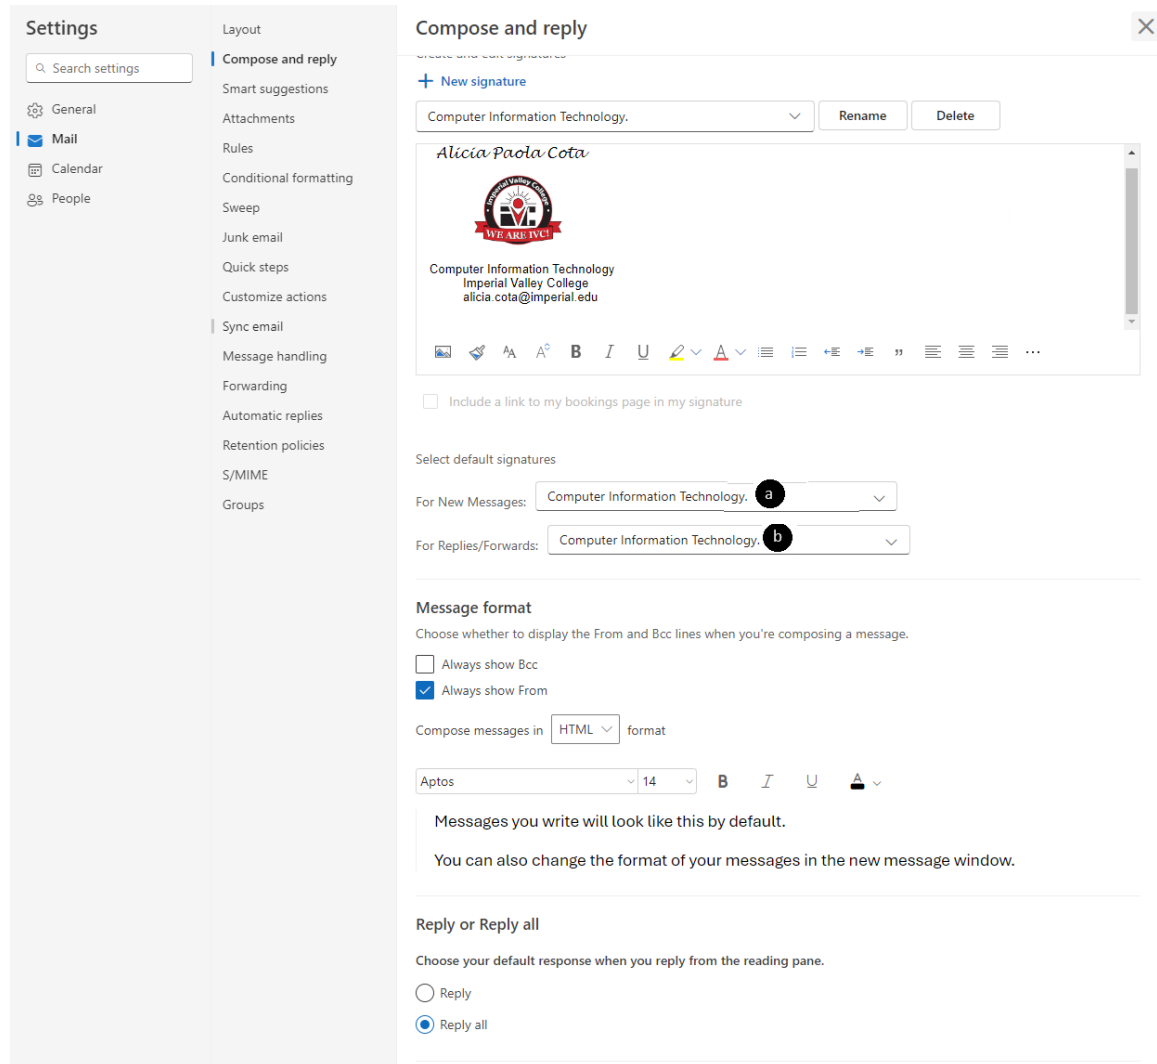 Settings
Search settings
General
Mail
Calendar
People
Layout
Compose and reply
Smart suggestions
Attachments
Rules
Conditional formatting
Sweep
Junk email
Quick steps
Customize actions
Sync email
Message handling
Forwarding
Automatic replies
Retention policies
S/MIME
Groups
Compose and reply
Create and edit signatures
New signature
Computer Information Technology.
Rename
Delete
Alicia Paola Cota
Imperial Valley College
IVC
WE ARE IVC!
Computer Information Technology
Imperial Valley College
alicia.cota@imperial.edu
Include a link to my bookings page in my signature
Select default signatures
For New Messages: Computer Information Technology. a
For Replies/Forwards: Computer Information Technology. b
Message format
Choose whether to display the From and Bcc lines when you're composing a message.
Always show Bcc
Always show From
Compose messages in HTML format
Aptos 14 B I U A
Messages you write will look like this by default.
You can also change the format of your messages in the new message window.
Reply or Reply all
Choose your default response when you reply from the reading pane.
Reply
Reply all